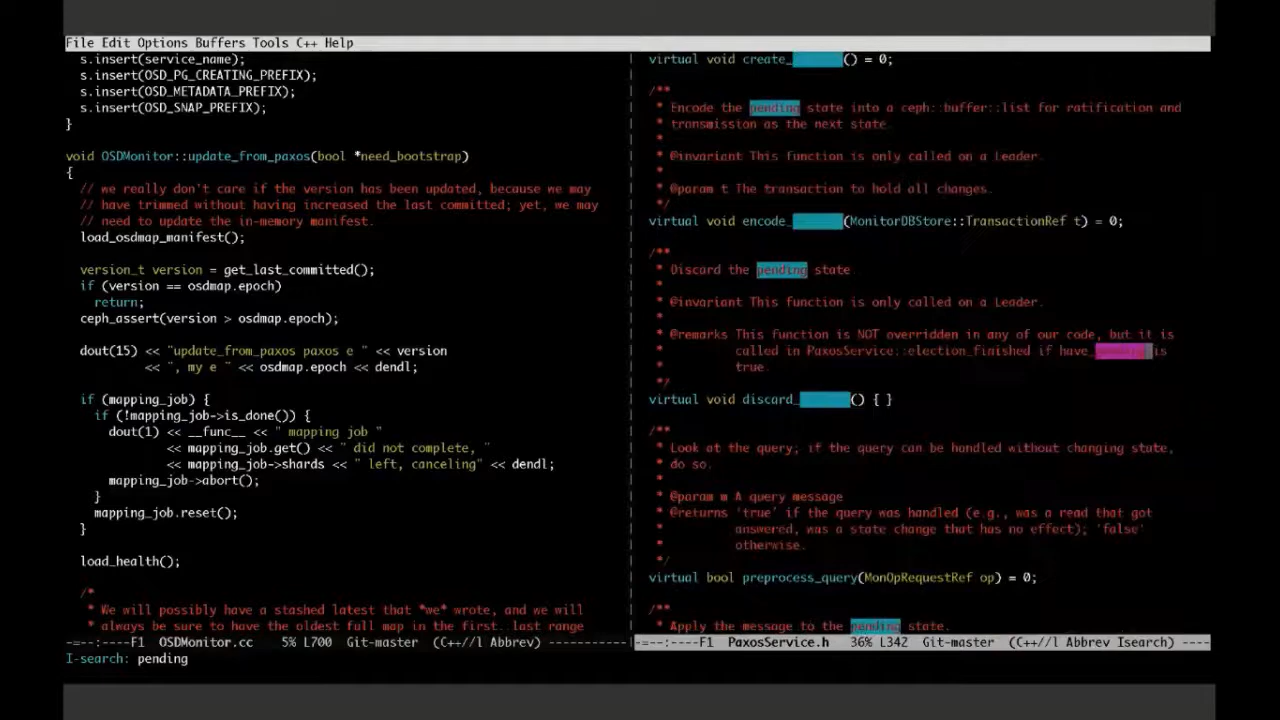 File Edit Options Buffers Tools C++ Help
  s.insert(service_name);
  s.insert(OSD_PG_CREATING_PREFIX);
  s.insert(OSD_METADATA_PREFIX);
  s.insert(OSD_SNAP_PREFIX);
}
void OSDMonitor::update_from_paxos(bool *need_bootstrap)
{
  // we really don't care if the version has been updated, because we may
  // have trimmed without having increased the last committed; yet, we may
  // need to update the in-memory manifest.
  load_osdmap_manifest();
  version_t version = get_last_committed();
  if (version == osdmap.epoch)
    return;
  ceph_assert(version > osdmap.epoch);
  dout(15) << "update_from_paxos paxos e " << version
           << ", my e " << osdmap.epoch << dendl;
  if (mapping_job) {
    if (!mapping_job->is_done()) {
      dout(1) << __func__ << " mapping job "
              << mapping_job.get() << " did not complete, "
              << mapping_job->shards << " left, canceling" << dendl;
      mapping_job->abort();
    }
    mapping_job.reset();
  }
  load_health();
  /*
   * We will possibly have a stashed latest that *we* wrote, and we will
   * always be sure to have the oldest full map in the first..last range
-=--:----F1  OSDMonitor.cc    5% L700  Git-master  (C++//l Abbrev) ------------
virtual void create_() = 0;
/**
 * Encode the pending state into a ceph::buffer::list for ratification and
 * transmission as the next state.
 *
 * @invariant This function is only called on a Leader.
 *
 * @param t The transaction to hold all changes.
 */
virtual void encode_(MonitorDBStore::TransactionRef t) = 0;
/**
 * Discard the pending state
 *
 * @invariant This function is only called on a Leader.
 *
 * @remarks This function is NOT overridden in any of our code, but it is
 *          called in PaxosService::election_finished if have_ is
 *          true.
 */
virtual void discard_() { }
/**
 * Look at the query; if the query can be handled without changing state,
 * do so.
 *
 * @param m A query message
 * @returns 'true' if the query was handled (e.g., was a read that got
 *          answered, was a state change that has no effect); 'false'
 *          otherwise.
 */
virtual bool preprocess_query(MonOpRequestRef op) = 0;
/**
 * Apply the message to the pending state.
-=--:----F1  PaxosService.h   36% L342  Git-master  (C++//l Abbrev Isearch) ----
I-search: pending